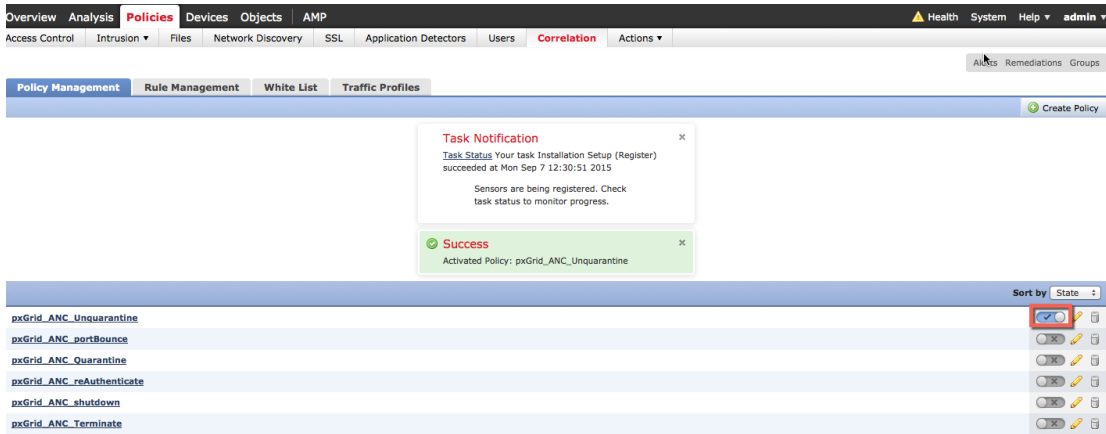 Overview Analysis Policies Devices Objects AMP Health System Help ▾ admin ▾
Access Control Intrusion ▾ Files Network Discovery SSL Application Detectors Users Correlation Actions ▾
Alerts Remediations Groups
Policy Management Rule Management White List Traffic Profiles
Create Policy
Task Notification
Task Status Your task Installation Setup (Register)
succeeded at Mon Sep 7 12:30:51 2015
Sensors are being registered. Check
task status to monitor progress.
Success
Activated Policy: pxGrid_ANC_Unquarantine
Sort by State
pxGrid_ANC_Unquarantine
pxGrid_ANC_portBounce
pxGrid_ANC_Quarantine
pxGrid_ANC_reAuthenticate
pxGrid_ANC_shutdown
pxGrid_ANC_Terminate